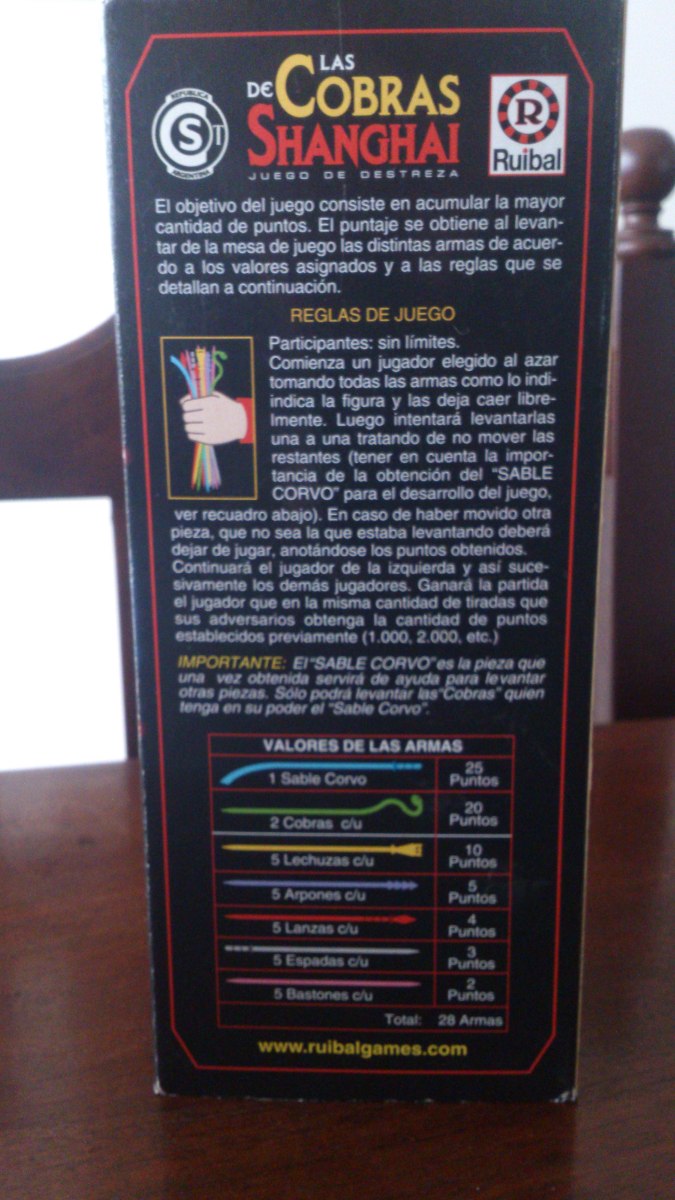 LAS
DE COBRAS
SHANGHAI
JUEGO DE DESTREZA
REPUBLICA
S T
ARGENTINA
R
Ruibal
El objetivo del juego consiste en acumular la mayor
cantidad de puntos. El puntaje se obtiene al levan-
tar de la mesa de juego las distintas armas de acuer-
do a los valores asignados y a las reglas que se
detallan a continuación.
REGLAS DE JUEGO
Participantes: sin límites.
Comienza un jugador elegido al azar
tomando todas las armas como lo indi-
indica la figura y las deja caer libre-
lmente. Luego intentará levantarlas
una a una tratando de no mover las
restantes (tener en cuenta la impor-
tancia de la obtención del "SABLE
CORVO" para el desarrollo del juego,
ver recuadro abajo). En caso de haber movido otra
pieza, que no sea la que estaba levantando deberá
dejar de jugar, anotándose los puntos obtenidos.
Continuará el jugador de la izquierda y así suce-
sivamente los demás jugadores. Ganará la partida
el jugador que en la misma cantidad de tiradas que
sus adversarios obtenga la cantidad de puntos
establecidos previamente (1.000, 2.000, etc.)
IMPORTANTE: El "SABLE CORVO" es la pieza que
una vez obtenida servirá de ayuda para levantar
otras piezas. Sólo podrá levantar las "Cobras" quien
tenga en su poder el "Sable Corvo".
VALORES DE LAS ARMAS
1 Sable Corvo 25 Puntos
2 Cobras c/u 20 Puntos
5 Lechuzas c/u 10 Puntos
5 Arpones c/u 5 Puntos
5 Lanzas c/u 4 Puntos
5 Espadas c/u 3 Puntos
5 Bastones c/u 2 Puntos
Total: 28 Armas
www.ruibalgames.com